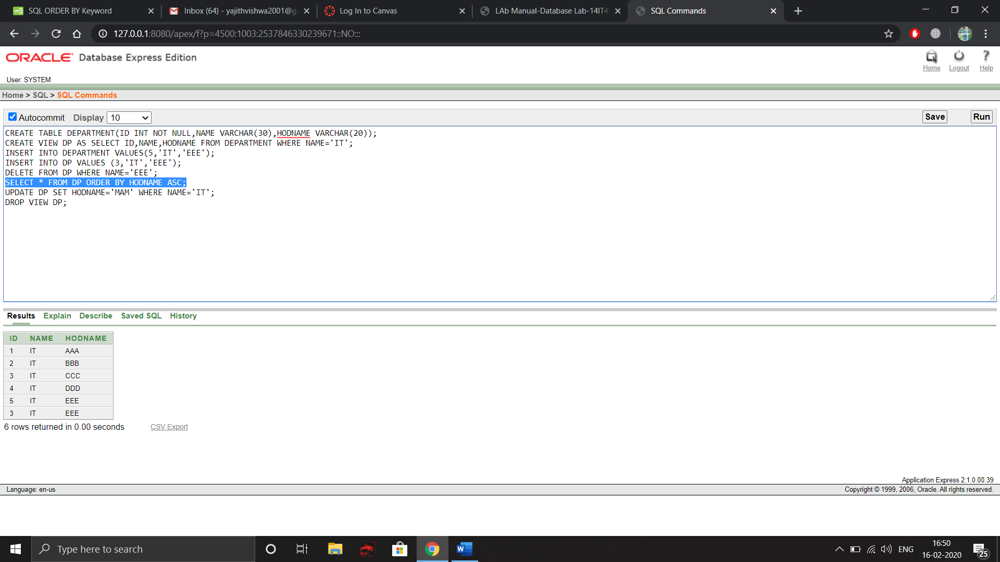 SQL ORDER BY Keyword
Inbox (64) - yajithvishwa2001@g
Log In to Canvas
LAb Manual-Database Lab-14IT4
SQL Commands
127.0.0.1:8080/apex/f?p=4500:1003:2537846330239671::NO:::
ORACLE Database Express Edition
Home
Logout
Help
User: SYSTEM
Home > SQL > SQL Commands
Autocommit Display 10
Save
Run
CREATE TABLE DEPARTMENT(ID INT NOT NULL,NAME VARCHAR(30),HODNAME VARCHAR(20));
CREATE VIEW DP AS SELECT ID,NAME,HODNAME FROM DEPARTMENT WHERE NAME='IT';
INSERT INTO DEPARTMENT VALUES(5,'IT','EEE');
INSERT INTO DP VALUES (3,'IT','EEE');
DELETE FROM DP WHERE NAME='EEE';
SELECT * FROM DP ORDER BY HODNAME ASC;
UPDATE DP SET HODNAME='MAM' WHERE NAME='IT';
DROP VIEW DP;
Results Explain Describe Saved SQL History
ID NAME HODNAME
1 IT AAA
2 IT BBB
3 IT CCC
4 IT DDD
5 IT EEE
3 IT EEE
6 rows returned in 0.00 seconds
CSV Export
Application Express 2.1.0.00.39
Language: en-us
Copyright © 1999, 2006, Oracle. All rights reserved.
Type here to search
ENG
16:50
16-02-2020
25